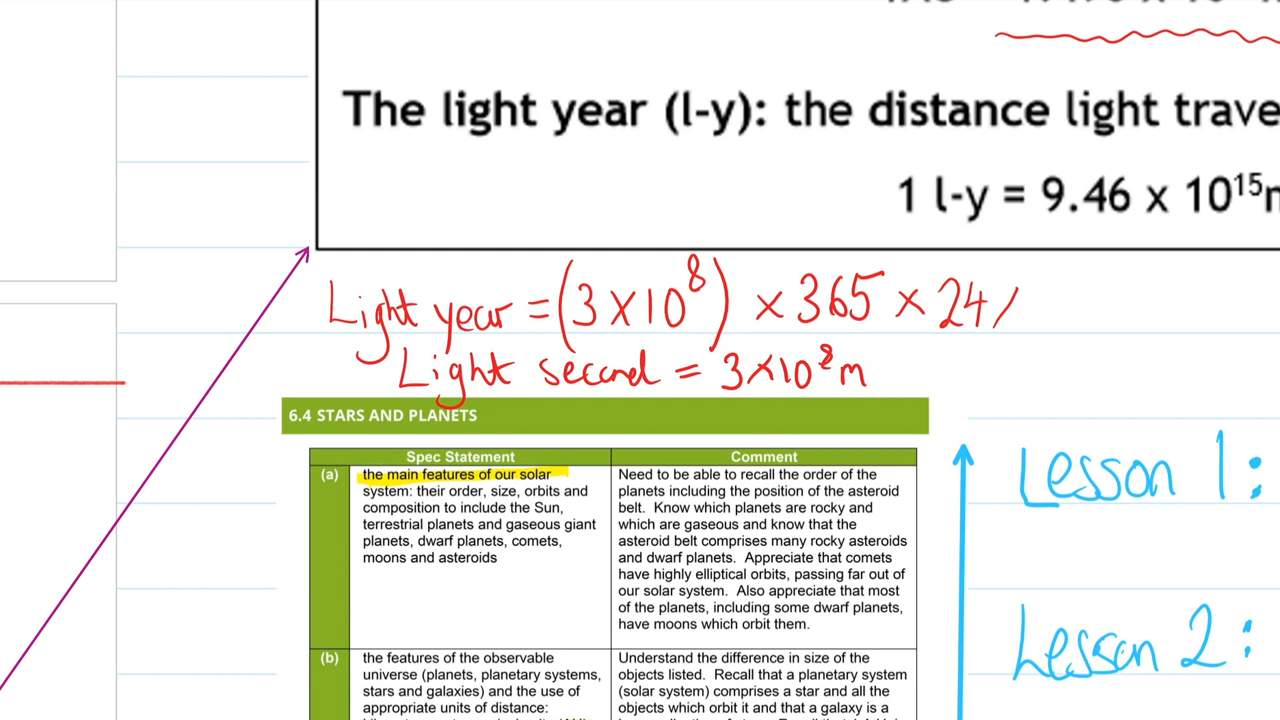 The light year (l-y): the distance light trave
1 l-y = 9.46 x 10¹⁵m
Light year = (3 × 10⁸) × 365 × 24
Light second = 3×10⁸m
6.4 STARS AND PLANETS
Spec Statement
Comment
(a)
the main features of our solar
system: their order, size, orbits and
composition to include the Sun,
terrestrial planets and gaseous giant
planets, dwarf planets, comets,
moons and asteroids
Need to be able to recall the order of the
planets including the position of the asteroid
belt. Know which planets are rocky and
which are gaseous and know that the
asteroid belt comprises many rocky asteroids
and dwarf planets. Appreciate that comets
have highly elliptical orbits, passing far out of
our solar system. Also appreciate that most
of the planets, including some dwarf planets,
have moons which orbit them.
(b)
the features of the observable
universe (planets, planetary systems,
stars and galaxies) and the use of
appropriate units of distance:
Understand the difference in size of the
objects listed. Recall that a planetary system
(solar system) comprises a star and all the
objects which orbit it and that a galaxy is a
Lesson 1:
Lesson 2: